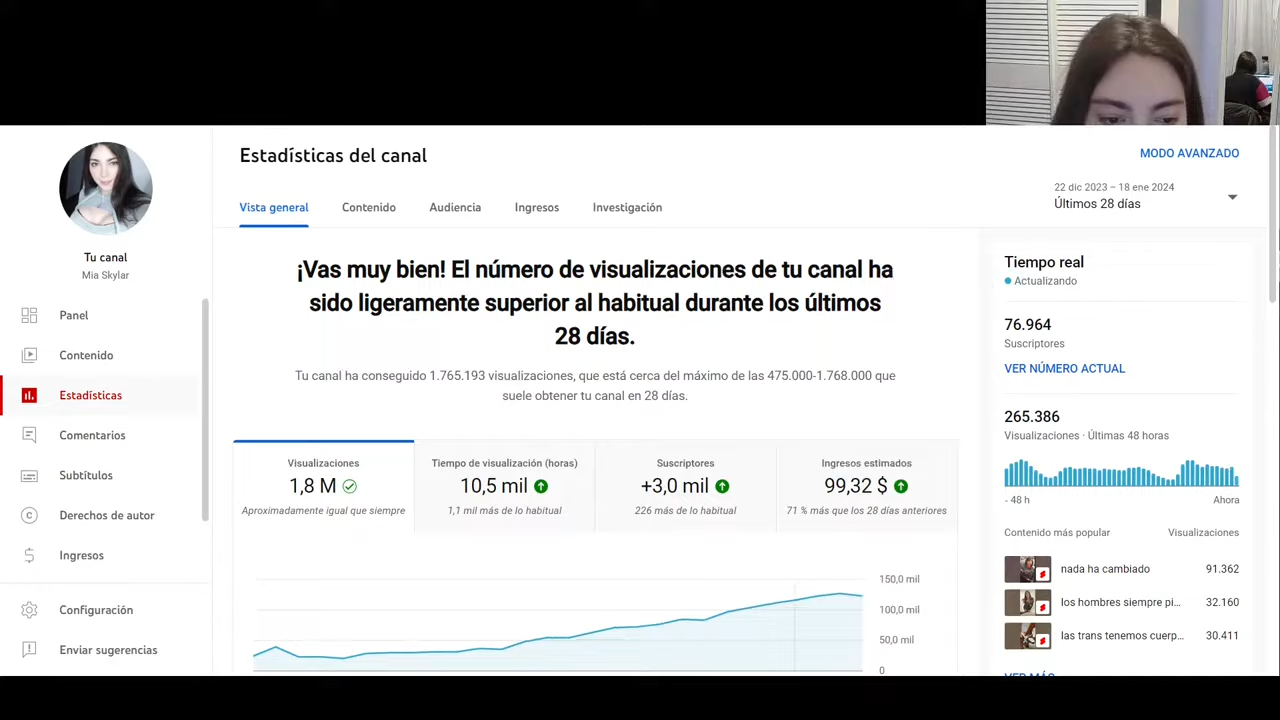 Estadísticas del canal
MODO AVANZADO
22 dic 2023 – 18 ene 2024
Últimos 28 días
Vista general
Contenido
Audiencia
Ingresos
Investigación
Tu canal
Mia Skylar
Panel
Contenido
Estadísticas
Comentarios
Subtítulos
Derechos de autor
Ingresos
Configuración
Enviar sugerencias
¡Vas muy bien! El número de visualizaciones de tu canal ha
sido ligeramente superior al habitual durante los últimos
28 días.
Tu canal ha conseguido 1.765.193 visualizaciones, que está cerca del máximo de las 475.000-1.768.000 que
suele obtener tu canal en 28 días.
Visualizaciones
1,8 M
Aproximadamente igual que siempre
Tiempo de visualización (horas)
10,5 mil
1,1 mil más de lo habitual
Suscriptores
+3,0 mil
226 más de lo habitual
Ingresos estimados
99,32 $
71 % más que los 28 días anteriores
150,0 mil
100,0 mil
50,0 mil
0
Tiempo real
Actualizando
76.964
Suscriptores
VER NÚMERO ACTUAL
265.386
Visualizaciones · Últimas 48 horas
- 48 h
Ahora
Contenido más popular
Visualizaciones
nada ha cambiado 91.362
los hombres siempre pi... 32.160
las trans tenemos cuerp... 30.411
VER MÁS